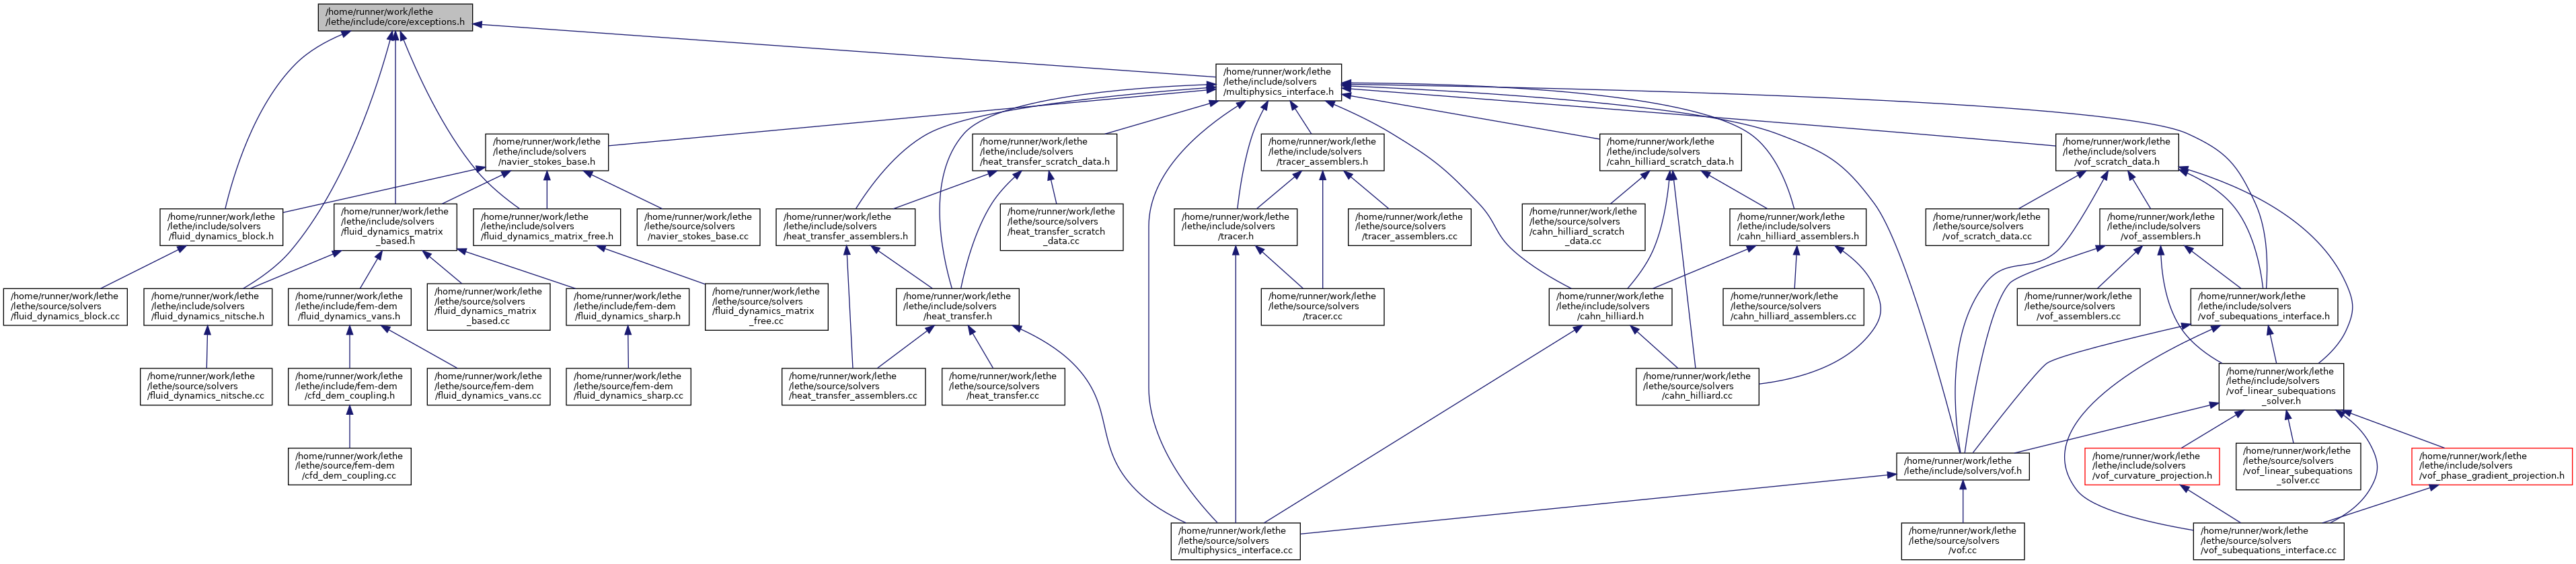 /home/runner/work/lethe
/lethe/include/core/exceptions.h
/home/runner/work/lethe
/lethe/include/solvers
/multiphysics_interface.h
/home/runner/work/lethe
/lethe/include/solvers
/navier_stokes_base.h
/home/runner/work/lethe
/lethe/include/solvers
/heat_transfer_scratch_data.h
/home/runner/work/lethe
/lethe/include/solvers
/tracer_assemblers.h
/home/runner/work/lethe
/lethe/include/solvers
/cahn_hilliard_scratch_data.h
/home/runner/work/lethe
/lethe/include/solvers
/vof_scratch_data.h
/home/runner/work/lethe
/lethe/include/solvers
/fluid_dynamics_block.h
/home/runner/work/lethe
/lethe/include/solvers
/fluid_dynamics_matrix
_based.h
/home/runner/work/lethe
/lethe/include/solvers
/fluid_dynamics_matrix_free.h
/home/runner/work/lethe
/lethe/source/solvers
/navier_stokes_base.cc
/home/runner/work/lethe
/lethe/include/solvers
/heat_transfer_assemblers.h
/home/runner/work/lethe
/lethe/source/solvers
/heat_transfer_scratch
_data.cc
/home/runner/work/lethe
/lethe/include/solvers
/tracer.h
/home/runner/work/lethe
/lethe/source/solvers
/tracer_assemblers.cc
/home/runner/work/lethe
/lethe/source/solvers
/cahn_hilliard_scratch
_data.cc
/home/runner/work/lethe
/lethe/include/solvers
/cahn_hilliard_assemblers.h
/home/runner/work/lethe
/lethe/source/solvers
/vof_scratch_data.cc
/home/runner/work/lethe
/lethe/include/solvers
/vof_assemblers.h
/home/runner/work/lethe
/lethe/source/solvers
/fluid_dynamics_block.cc
/home/runner/work/lethe
/lethe/include/solvers
/fluid_dynamics_nitsche.h
/home/runner/work/lethe
/lethe/include/fem-dem
/fluid_dynamics_vans.h
/home/runner/work/lethe
/lethe/source/solvers
/fluid_dynamics_matrix
_based.cc
/home/runner/work/lethe
/lethe/include/fem-dem
/fluid_dynamics_sharp.h
/home/runner/work/lethe
/lethe/source/solvers
/fluid_dynamics_matrix
_free.cc
/home/runner/work/lethe
/lethe/include/solvers
/heat_transfer.h
/home/runner/work/lethe
/lethe/source/solvers
/tracer.cc
/home/runner/work/lethe
/lethe/include/solvers
/cahn_hilliard.h
/home/runner/work/lethe
/lethe/source/solvers
/cahn_hilliard_assemblers.cc
/home/runner/work/lethe
/lethe/source/solvers
/vof_assemblers.cc
/home/runner/work/lethe
/lethe/include/solvers
/vof_subequations_interface.h
/home/runner/work/lethe
/lethe/source/solvers
/fluid_dynamics_nitsche.cc
/home/runner/work/lethe
/lethe/include/fem-dem
/cfd_dem_coupling.h
/home/runner/work/lethe
/lethe/source/fem-dem
/fluid_dynamics_vans.cc
/home/runner/work/lethe
/lethe/source/fem-dem
/fluid_dynamics_sharp.cc
/home/runner/work/lethe
/lethe/source/solvers
/heat_transfer_assemblers.cc
/home/runner/work/lethe
/lethe/source/solvers
/heat_transfer.cc
/home/runner/work/lethe
/lethe/source/solvers
/cahn_hilliard.cc
/home/runner/work/lethe
/lethe/include/solvers
/vof_linear_subequations
_solver.h
/home/runner/work/lethe
/lethe/source/fem-dem
/cfd_dem_coupling.cc
/home/runner/work/lethe
/lethe/include/solvers/vof.h
/home/runner/work/lethe
/lethe/include/solvers
/vof_curvature_projection.h
/home/runner/work/lethe
/lethe/source/solvers
/vof_linear_subequations
_solver.cc
/home/runner/work/lethe
/lethe/include/solvers
/vof_phase_gradient_projection.h
/home/runner/work/lethe
/lethe/source/solvers
/multiphysics_interface.cc
/home/runner/work/lethe
/lethe/source/solvers
/vof.cc
/home/runner/work/lethe
/lethe/source/solvers
/vof_subequations_interface.cc